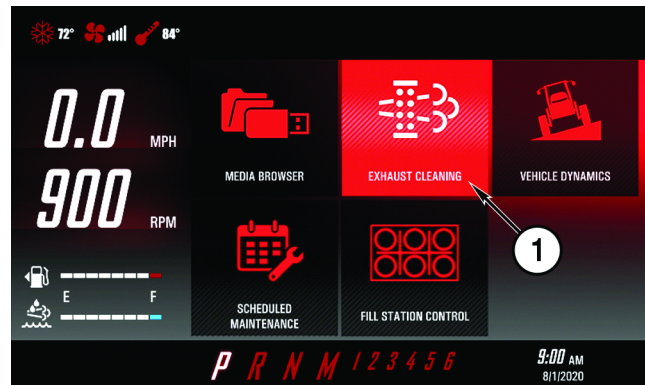 72° 84°
0.0 MPH
MEDIA BROWSER EXHAUST CLEANING VEHICLE DYNAMICS
900 RPM
1
E F
SCHEDULED
MAINTENANCE FILL STATION CONTROL
P R N M 1 2 3 4 5 6
9:00 AM
8/1/2020